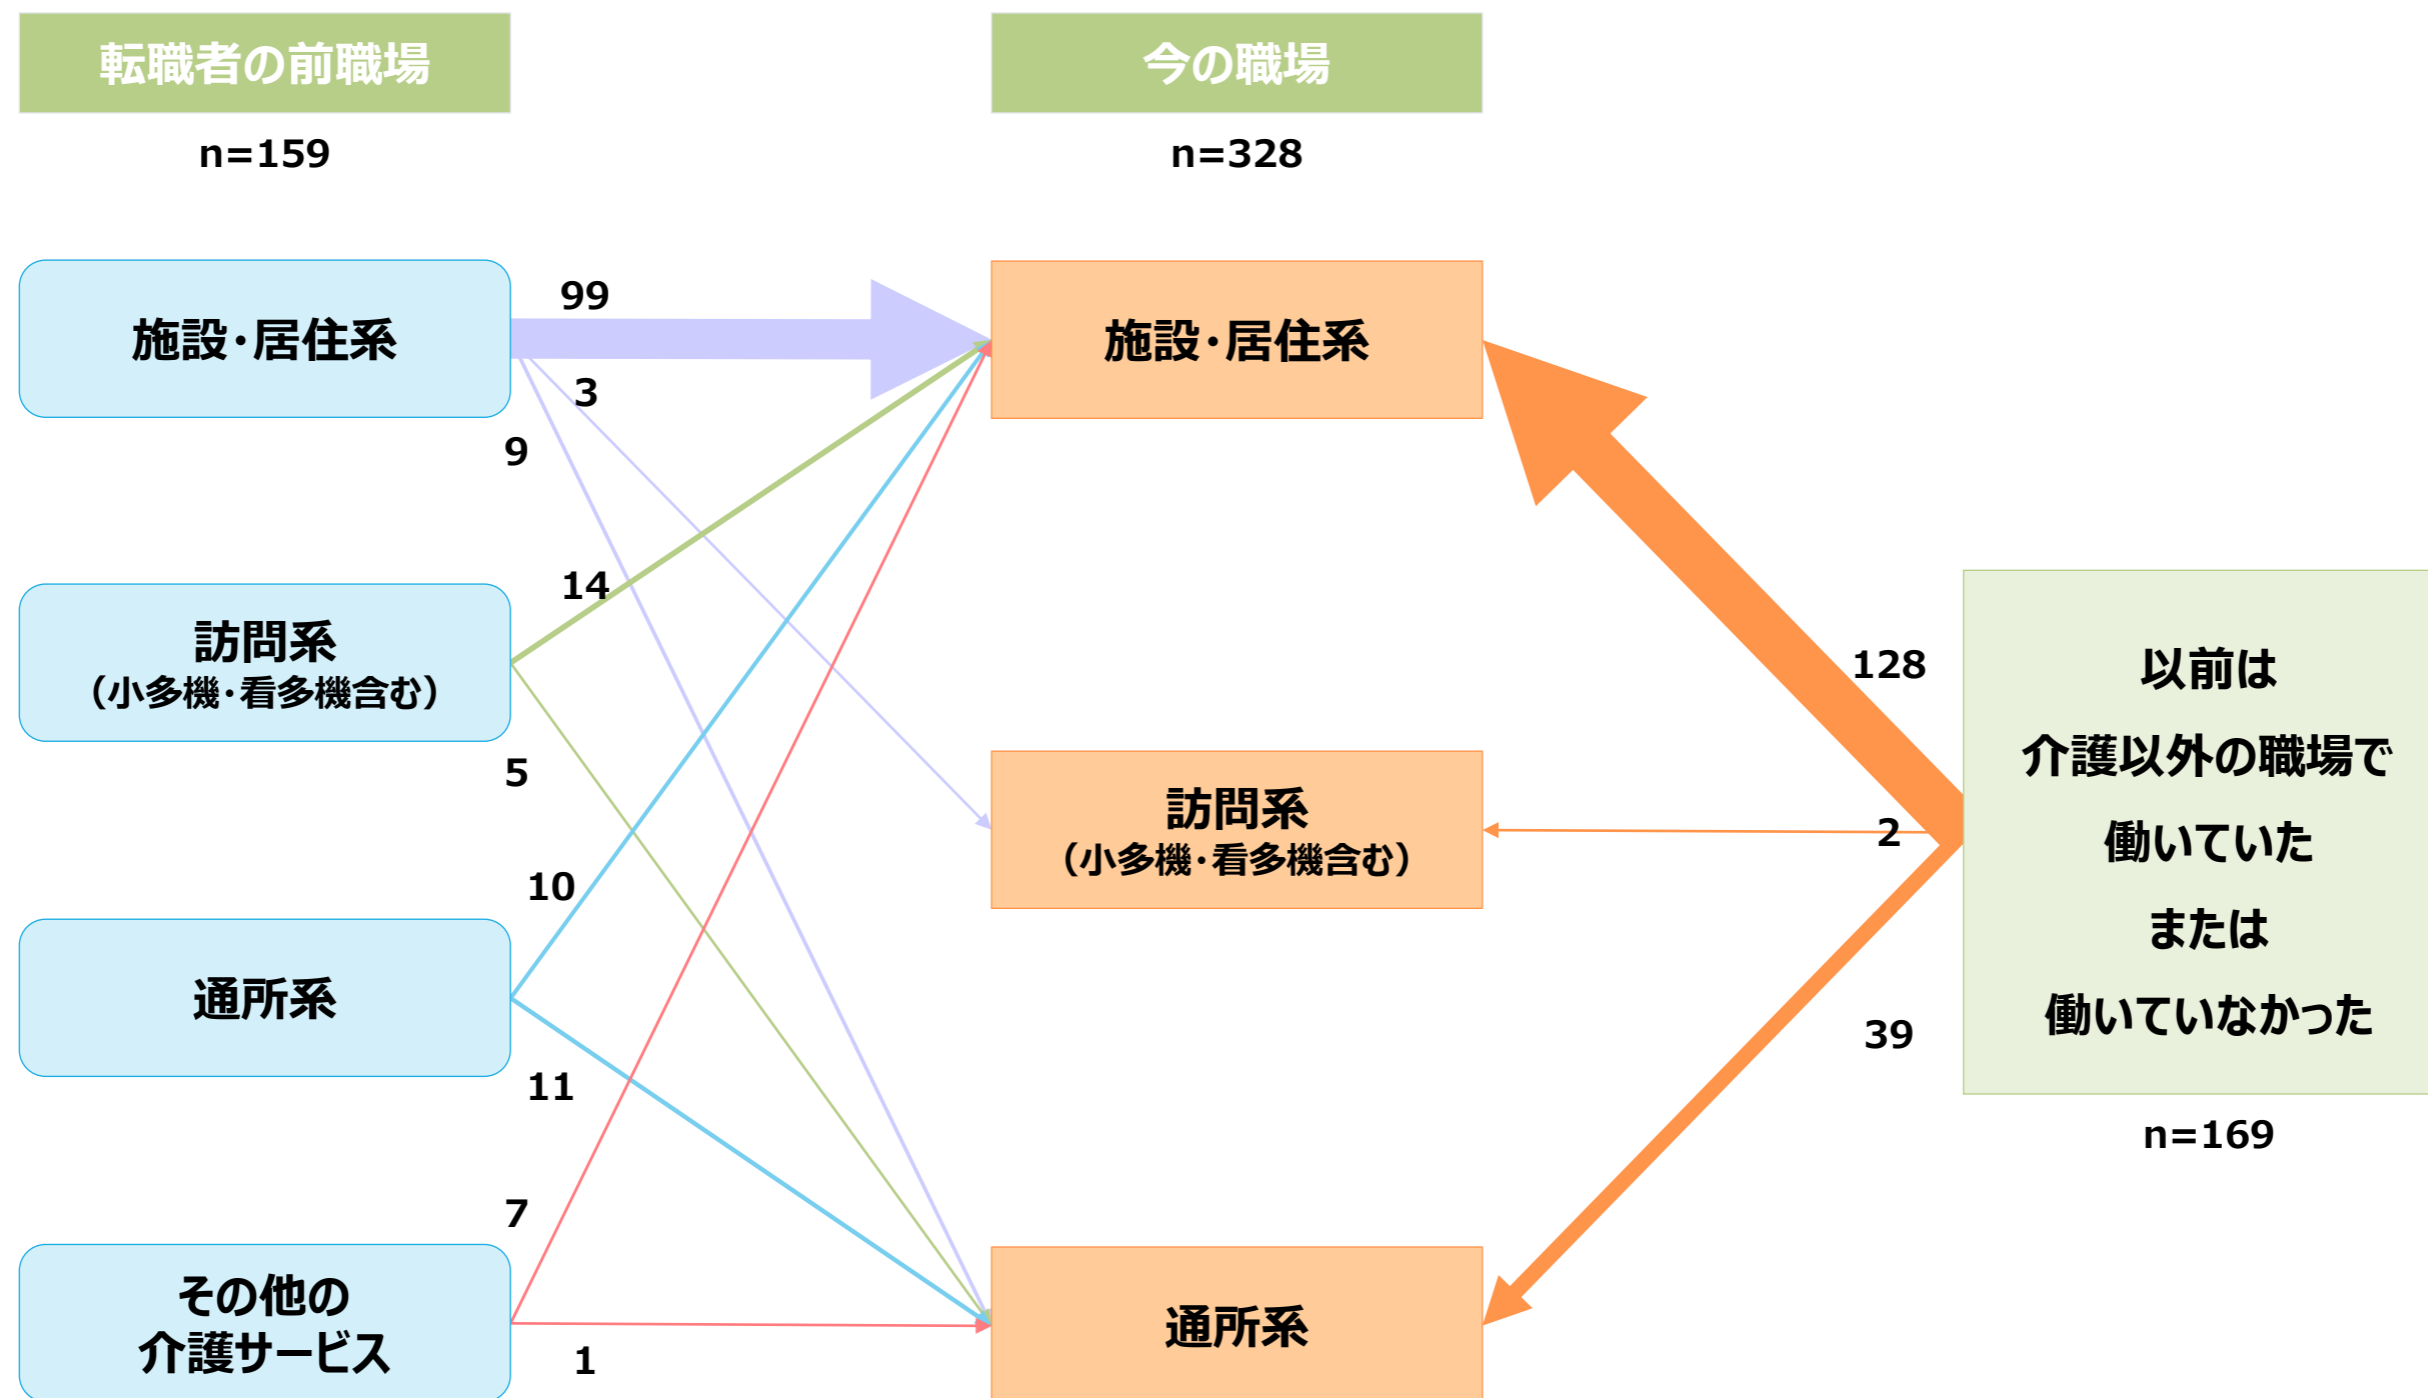 転職者の前職場
n=159
今の職場
n=328
施設・居住系
99
3
9
訪問系
（小多機・看多機含む）
14
5
通所系
10
11
その他の
介護サービス
7
1
施設・居住系
訪問系
（小多機・看多機含む）
通所系
128
2
39
以前は
介護以外の職場で
働いていた
または
働いていなかった
n=169